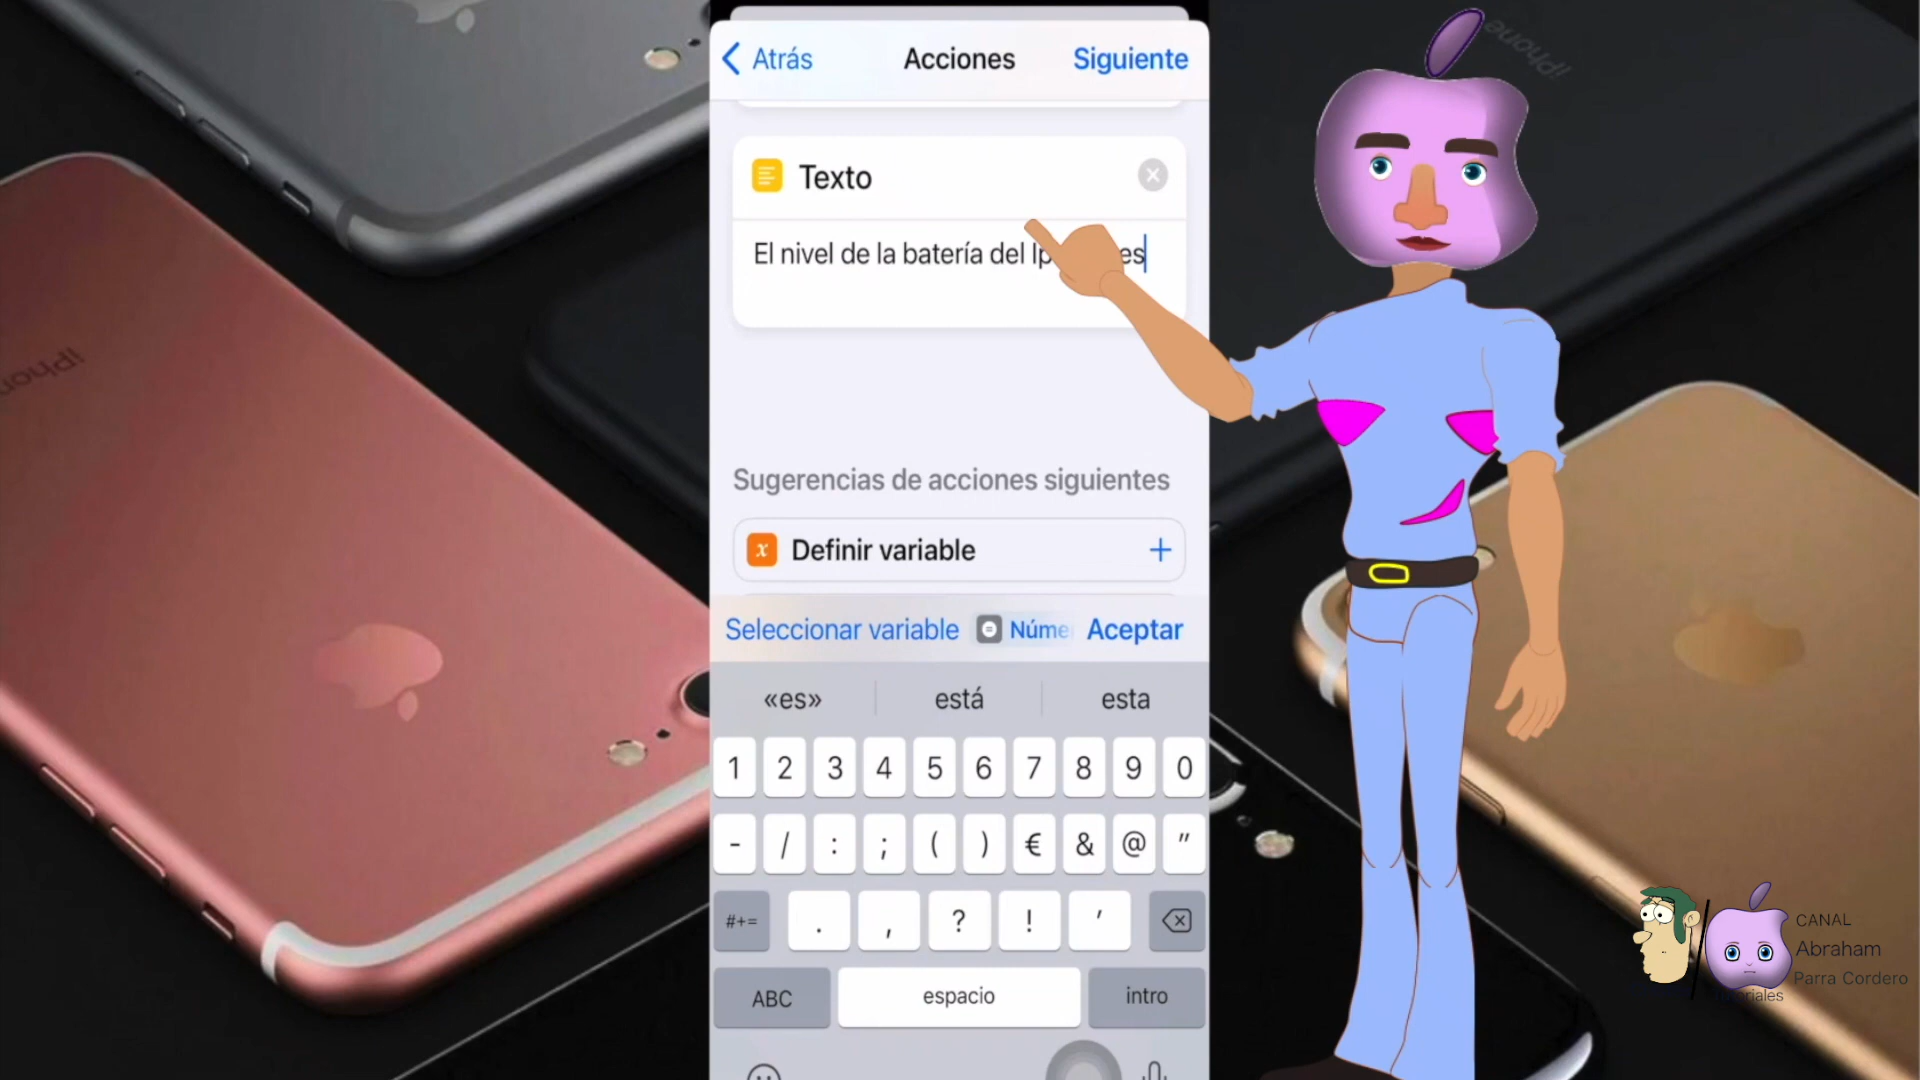 Atrás
Acciones
Siguiente
Texto
El nivel de la batería del Ip es
Sugerencias de acciones siguientes
x Definir variable +
Seleccionar variable
Núme
Aceptar
«es» está esta
1 2 3 4 5 6 7 8 9 0
- / : ; ( ) € & @ "
#+= . , ? ! '
ABC espacio intro
iPhone
CANAL
Abraham
Parra Cordero